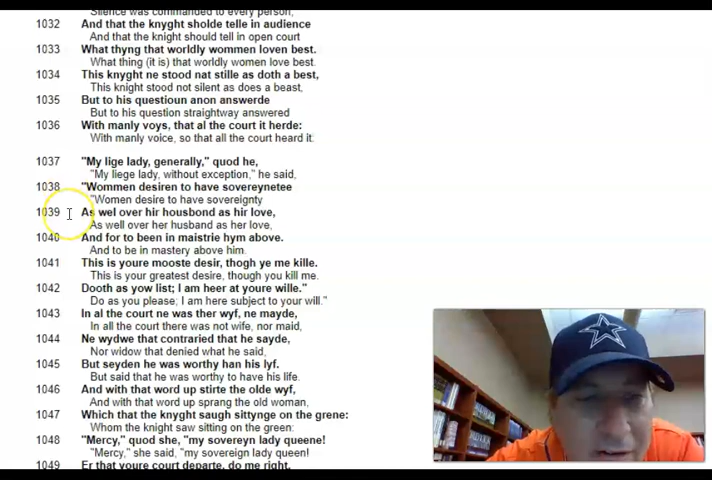 Silence was commanded to every person,
1032 And that the knyght sholde telle in audience
And that the knight should tell in open court
1033 What thyng that worldly wommen loven best.
What thing (it is) that worldly women love best.
1034 This knyght ne stood nat stille as doth a best,
This knight stood not silent as does a beast,
1035 But to his questioun anon answerde
But to his question straightway answered
1036 With manly voys, that al the court it herde:
With manly voice, so that all the court heard it:
1037 "My lige lady, generally," quod he,
"My liege lady, without exception," he said,
1038 "Wommen desiren to have sovereynetee
"Women desire to have sovereignty
1039 As wel over hir housbond as hir love,
As well over her husband as her love,
1040 And for to been in maistrie hym above.
And to be in mastery above him.
1041 This is youre mooste desir, thogh ye me kille.
This is your greatest desire, though you kill me.
1042 Dooth as yow list; I am heer at youre wille."
Do as you please; I am here subject to your will."
1043 In al the court ne was ther wyf, ne mayde,
In all the court there was not wife, nor maid,
1044 Ne wydwe that contraried that he sayde,
Nor widow that denied what he said,
1045 But seyden he was worthy han his lyf.
But said that he was worthy to have his life.
1046 And with that word up stirte the olde wyf,
And with that word up sprang the old woman,
1047 Which that the knyght saugh sittynge on the grene:
Whom the knight saw sitting on the green:
1048 "Mercy," quod she, "my sovereyn lady queene!
"Mercy," she said, "my sovereign lady queen!
1049 Er that youre court departe, do me right.